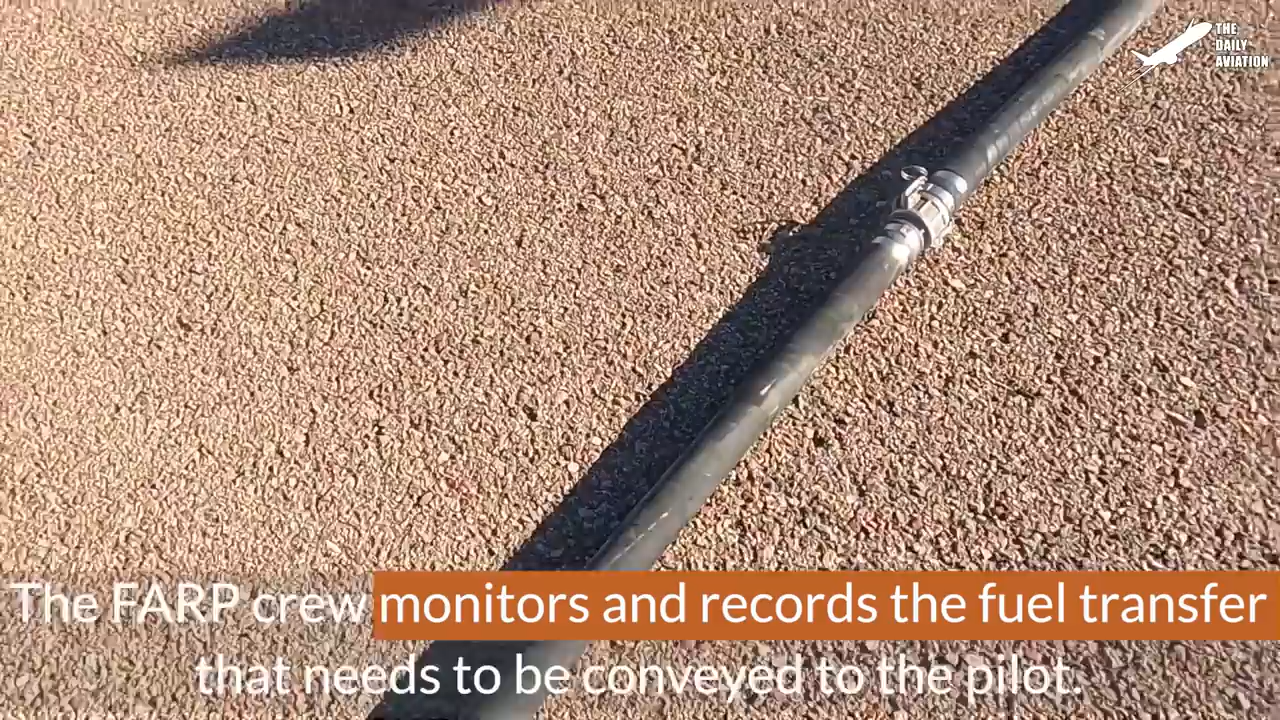 THE
DAILY
AVIATION
The FARP crew monitors and records the fuel transfer
that needs to be conveyed to the pilot.